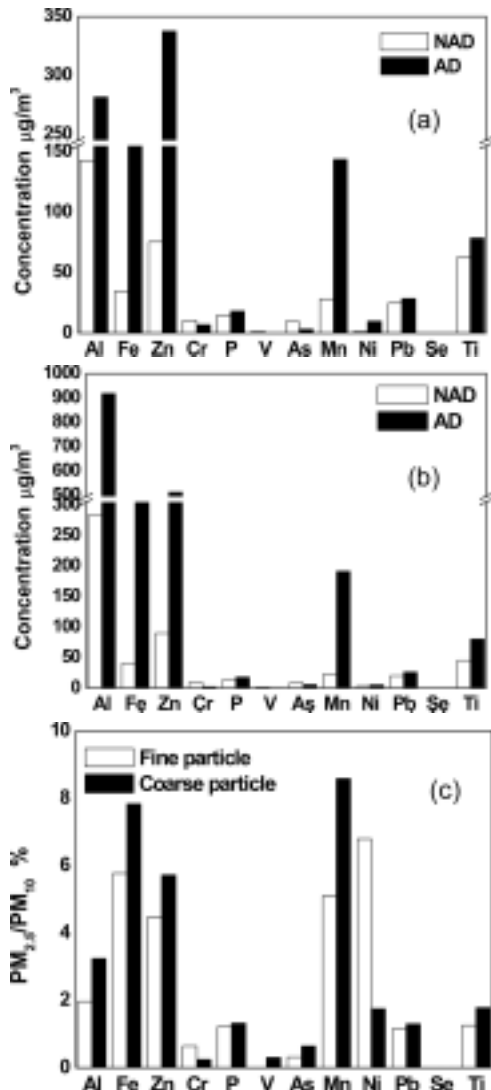 350
300
250
150
100
50
0
Concentration μg/m³
NAD
AD
(a)
Al Fe Zn Cr P V As Mn Ni Pb Se Ti
1000
900
800
700
600
500
300
200
100
0
Concentration μg/m³
NAD
AD
(b)
Al Fe Zn Cr P V As Mn Ni Pb Se Ti
10
8
6
4
2
0
PM2.5/PM10 %
Fine particle
Coarse particle
(c)
Al Fe Zn Cr P V As Mn Ni Pb Se Ti